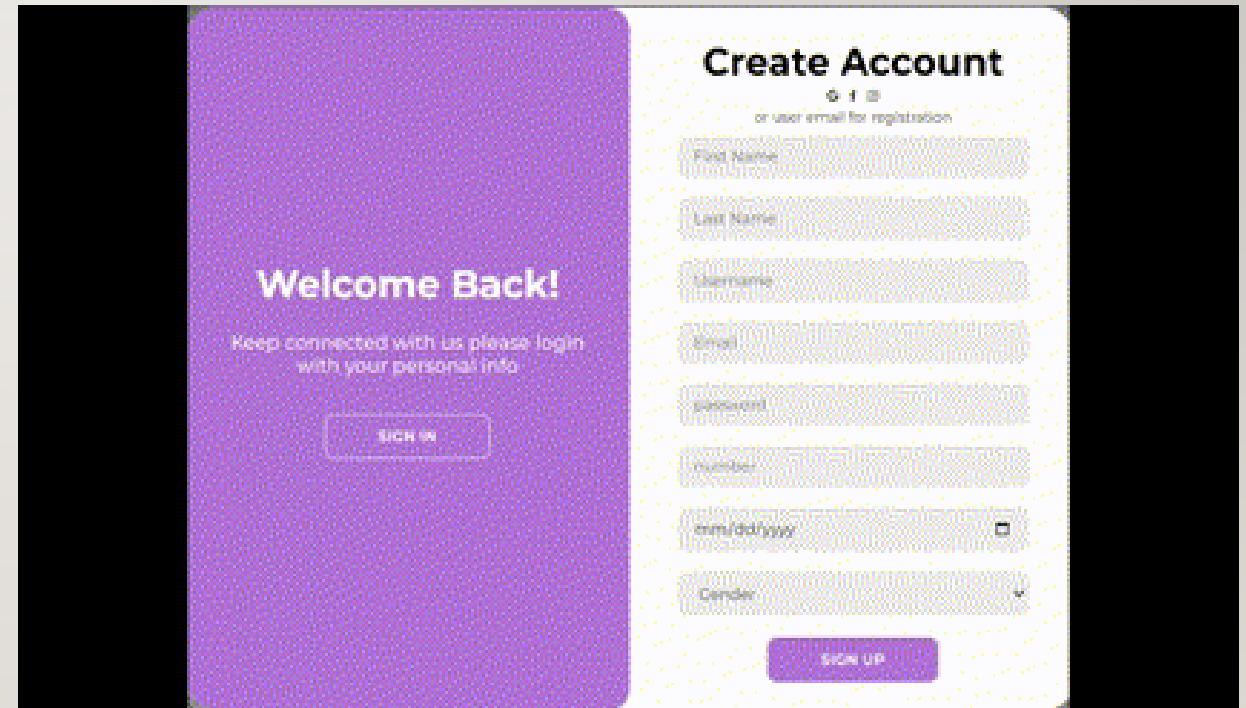 Welcome Back!
Keep connected with us please login
with your personal info
SIGN IN
Create Account
or user email for registration
First Name
Last Name
Username
Email
password
number
mm/dd/yyyy
Gender
SIGN UP